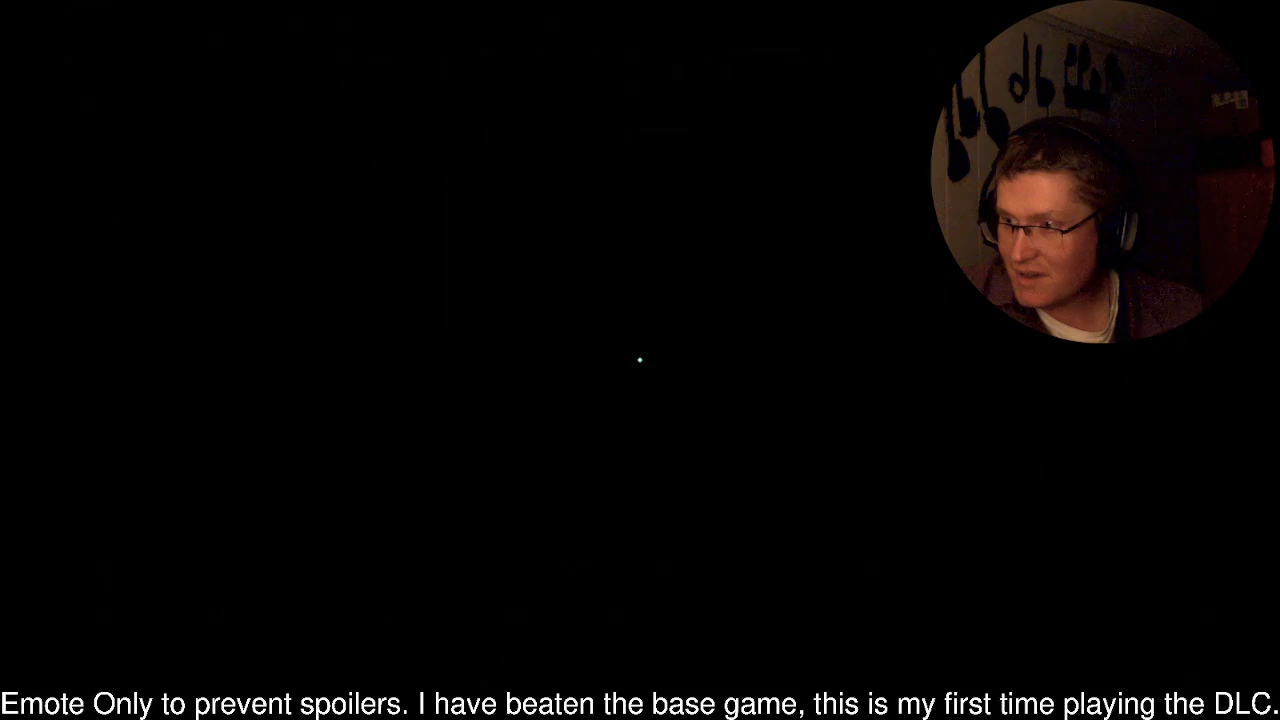 Emote Only to prevent spoilers. I have beaten the base game, this is my first time playing the DLC.